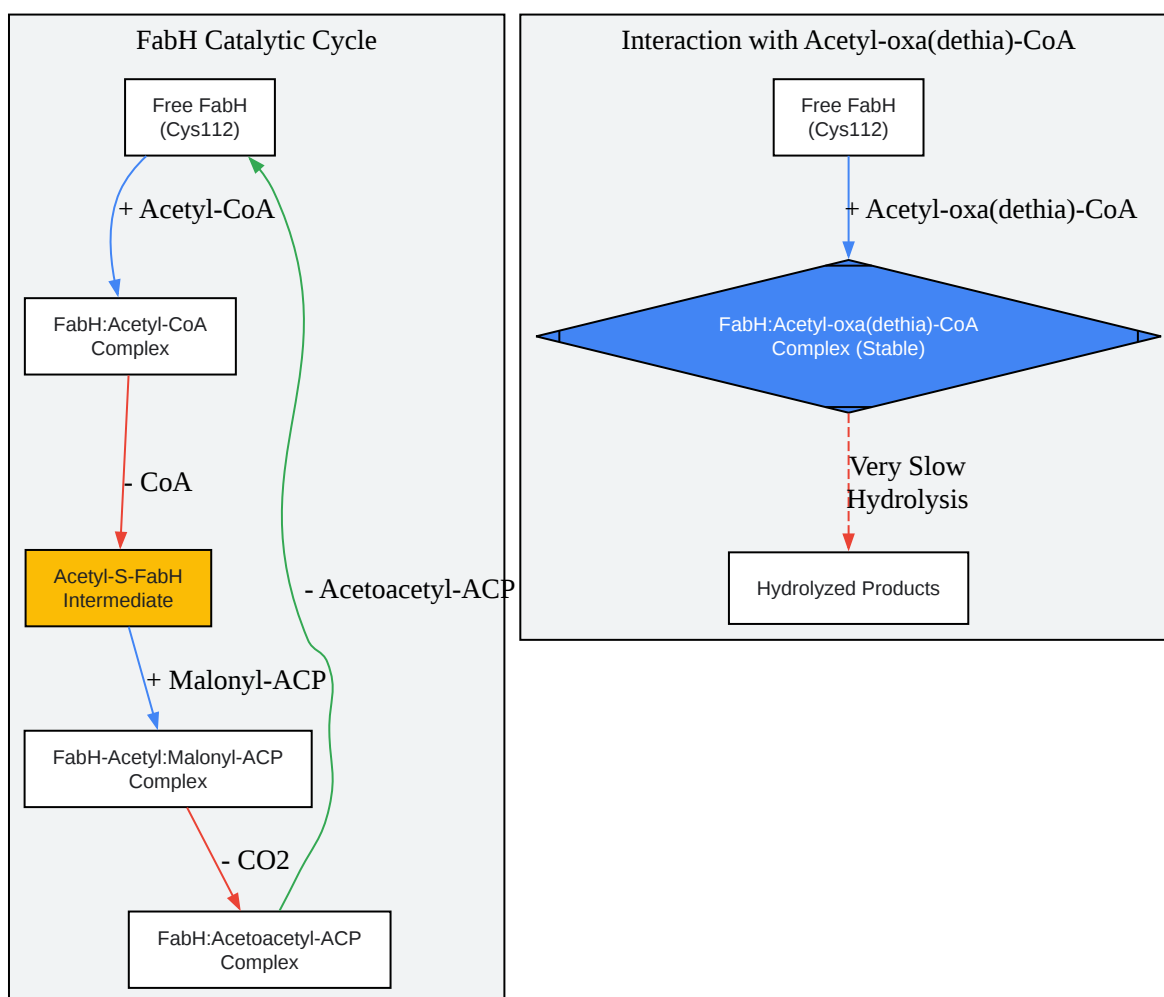 FabH Catalytic Cycle
Free FabH
(Cys112)
+ Acetyl-CoA
FabH:Acetyl-CoA
Complex
- CoA
Acetyl-S-FabH
Intermediate
- Acetoacetyl-ACP
+ Malonyl-ACP
FabH-Acetyl:Malonyl-ACP
Complex
- CO2
FabH:Acetoacetyl-ACP
Complex
Interaction with Acetyl-oxa(dethia)-CoA
Free FabH
(Cys112)
+ Acetyl-oxa(dethia)-CoA
FabH:Acetyl-oxa(dethia)-CoA
Complex (Stable)
Very Slow
Hydrolysis
Hydrolyzed Products